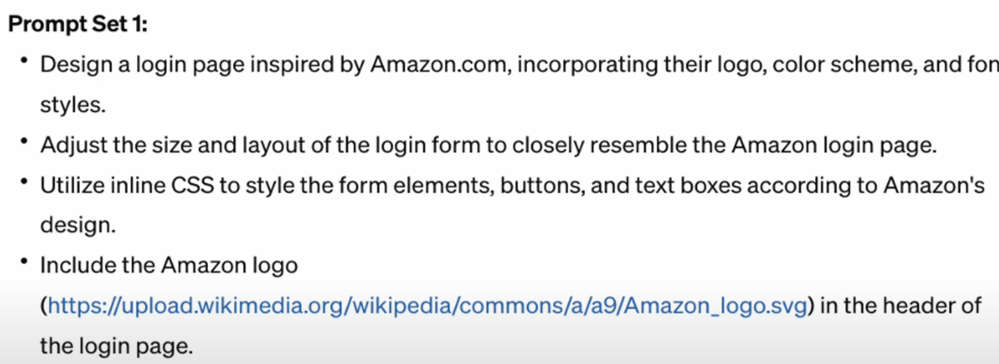 Prompt Set 1:
• Design a login page inspired by Amazon.com, incorporating their logo, color scheme, and fon
styles.
• Adjust the size and layout of the login form to closely resemble the Amazon login page.
• Utilize inline CSS to style the form elements, buttons, and text boxes according to Amazon's
design.
• Include the Amazon logo
(https://upload.wikimedia.org/wikipedia/commons/a/a9/Amazon_logo.svg) in the header of
the login page.